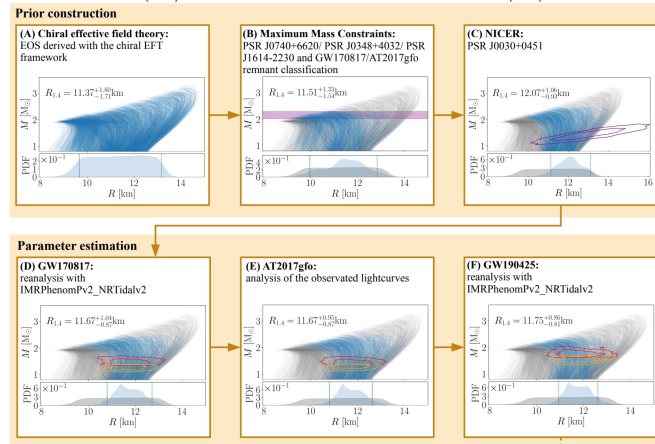 Prior construction
(A) Chiral effective field theory:
EOS derived with the chiral EFT
framework
R1.4 = 11.37+1.80−1.71km
M [M⊙]
3
2
1
PDF
×10−1
2
0
8 10 12 14
R [km]
(B) Maximum Mass Constraints:
PSR J0740+6620/ PSR J0348+4032/ PSR
J1614-2230 and GW170817/AT2017gfo
remnant classification
R1.4 = 11.51+1.33−1.54km
M [M⊙]
3
2
1
PDF
×10−1
4
2
0
8 10 12 14
R [km]
(C) NICER:
PSR J0030+0451
R1.4 = 12.07+1.06−0.93km
M [M⊙]
3
2
1
PDF
×10−1
6
3
0
8 10 12 14 16
R [km]
Parameter estimation
(D) GW170817:
reanalysis with
IMRPhenomPv2_NRTidalv2
R1.4 = 11.67+1.04−0.87km
M [M⊙]
3
2
1
PDF
×10−1
6
3
0
8 10 12 14
R [km]
(E) AT2017gfo:
analysis of the observed lightcurves
R1.4 = 11.67+0.95−0.87km
M [M⊙]
3
2
1
PDF
×10−1
6
3
0
8 10 12 14
R [km]
(F) GW190425:
reanalysis with
IMRPhenomPv2_NRTidalv2
R1.4 = 11.75+0.86−0.81km
M [M⊙]
3
2
1
PDF
×10−1
6
3
0
8 10 12 14
R [km]